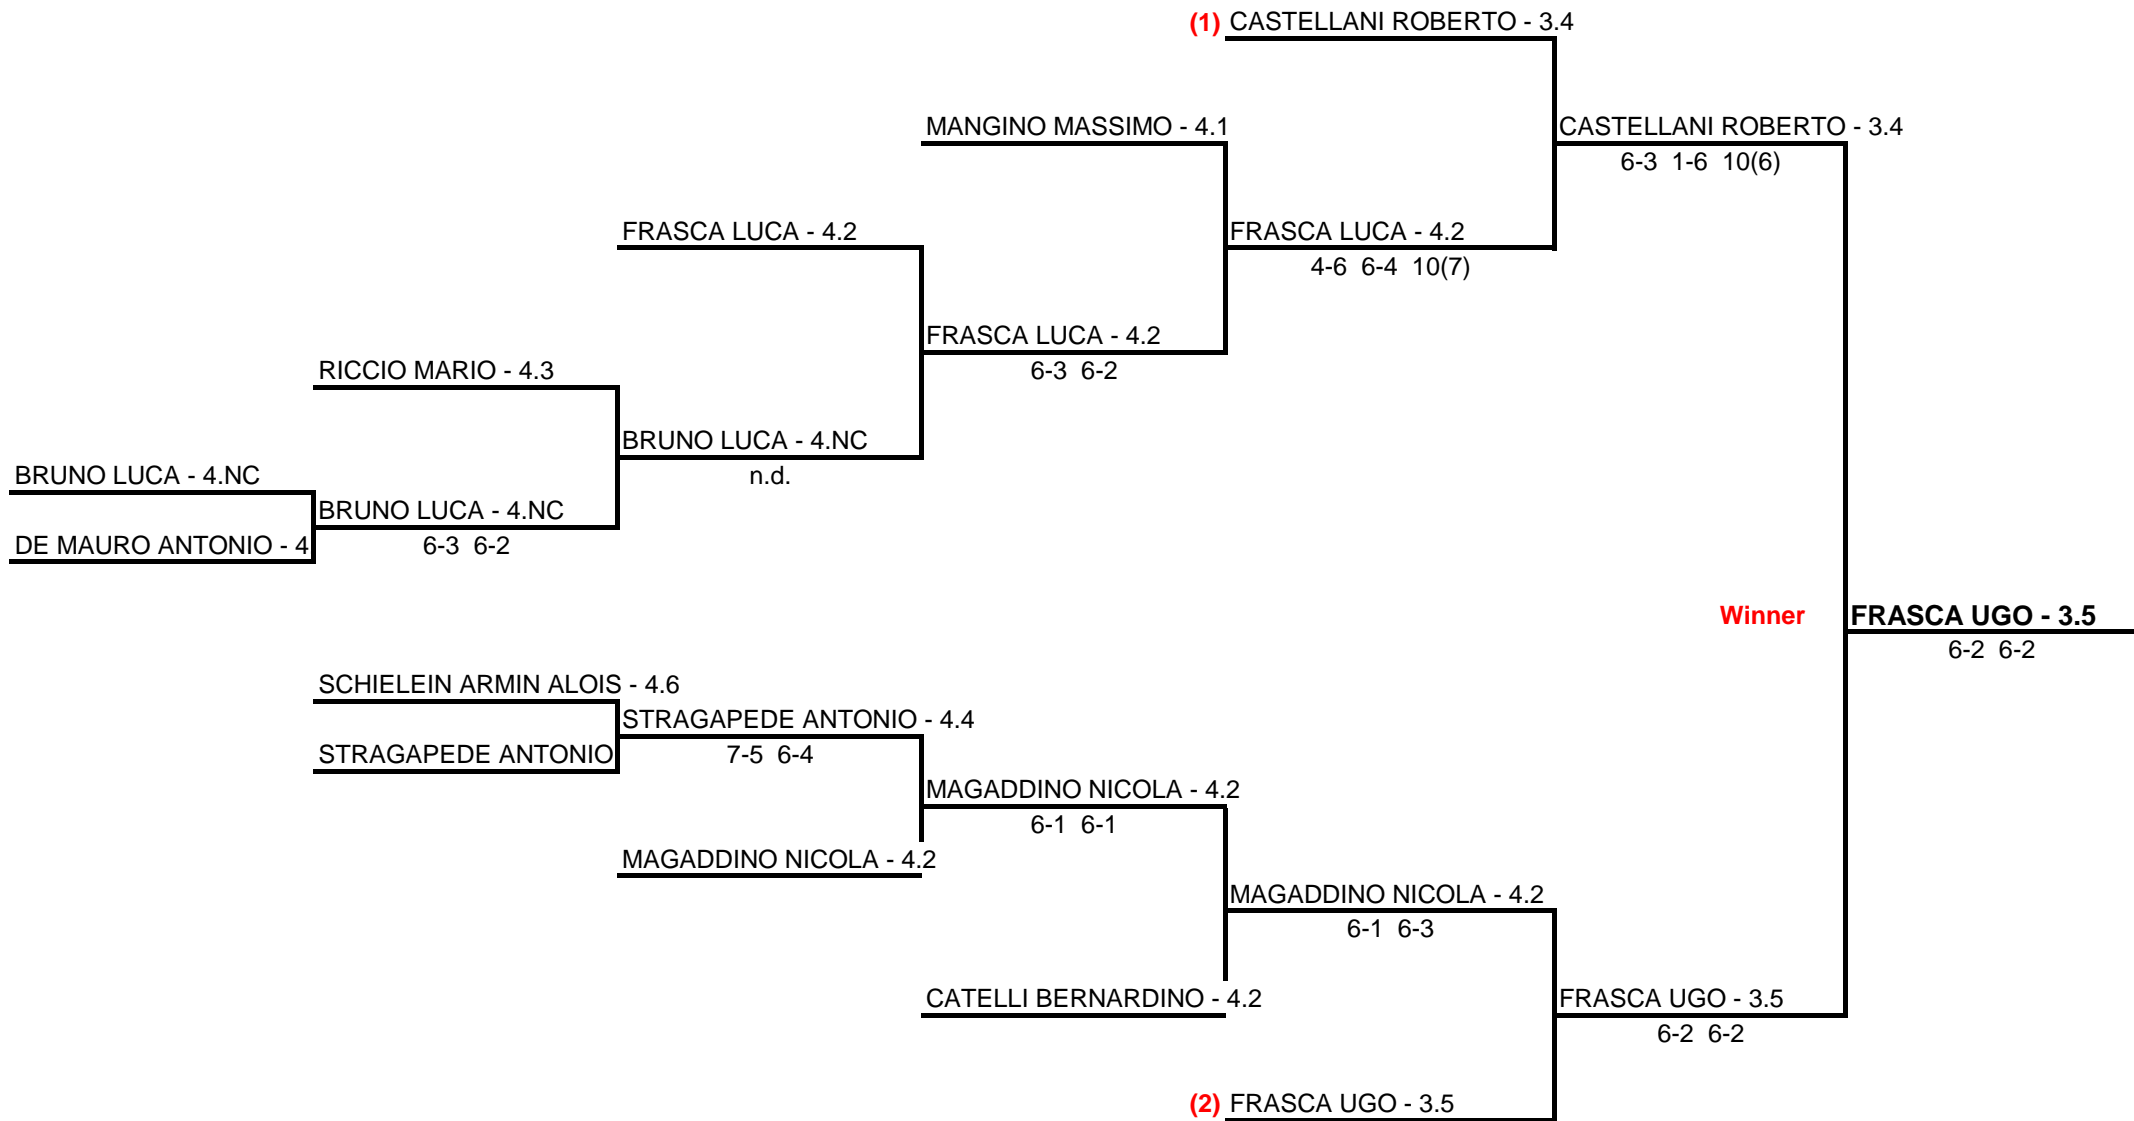 (1) CASTELLANI ROBERTO - 3.4
MANGINO MASSIMO - 4.1
CASTELLANI ROBERTO - 3.4
6-3 1-6 10(6)
FRASCA LUCA - 4.2
FRASCA LUCA - 4.2
4-6 6-4 10(7)
FRASCA LUCA - 4.2
6-3 6-2
RICCIO MARIO - 4.3
BRUNO LUCA - 4.NC
n.d.
BRUNO LUCA - 4.NC
BRUNO LUCA - 4.NC
6-3 6-2
DE MAURO ANTONIO - 4
Winner
FRASCA UGO - 3.5
6-2 6-2
SCHIELEIN ARMIN ALOIS - 4.6
STRAGAPEDE ANTONIO - 4.4
7-5 6-4
STRAGAPEDE ANTONIO
MAGADDINO NICOLA - 4.2
6-1 6-1
MAGADDINO NICOLA - 4.2
MAGADDINO NICOLA - 4.2
6-1 6-3
CATELLI BERNARDINO - 4.2
FRASCA UGO - 3.5
6-2 6-2
(2) FRASCA UGO - 3.5